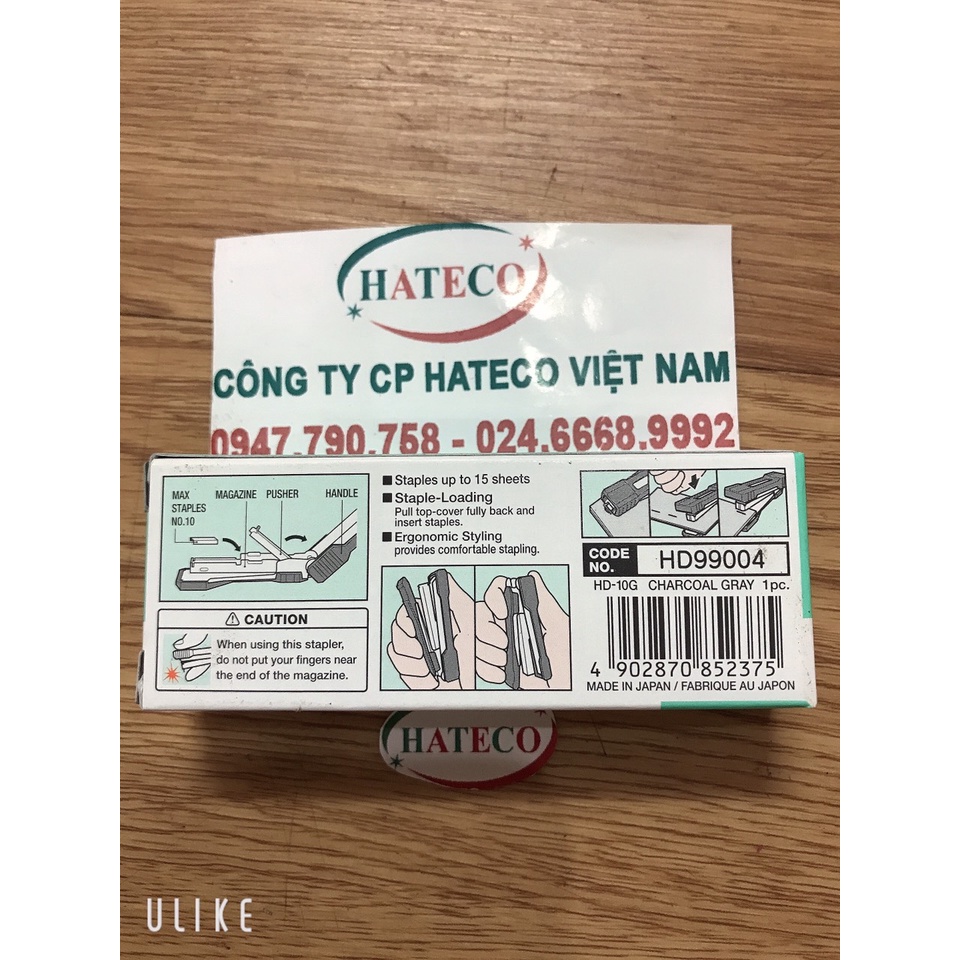 HATECO
CÔNG TY CP HATECO VIỆT NAM
0947.790.758 - 024.6668.9992
MAX STAPLES NO.10
MAGAZINE
PUSHER
HANDLE
⚠ CAUTION
When using this stapler,
do not put your fingers near
the end of the magazine.
■ Staples up to 15 sheets
■ Staple-Loading
Pull top-cover fully back and
insert staples.
■ Ergonomic Styling
provides comfortable stapling.
CODE NO. HD99004
HD-10G CHARCOAL GRAY 1pc.
4 902870 852375
MADE IN JAPAN / FABRIQUE AU JAPON
HATECO
ULIKE